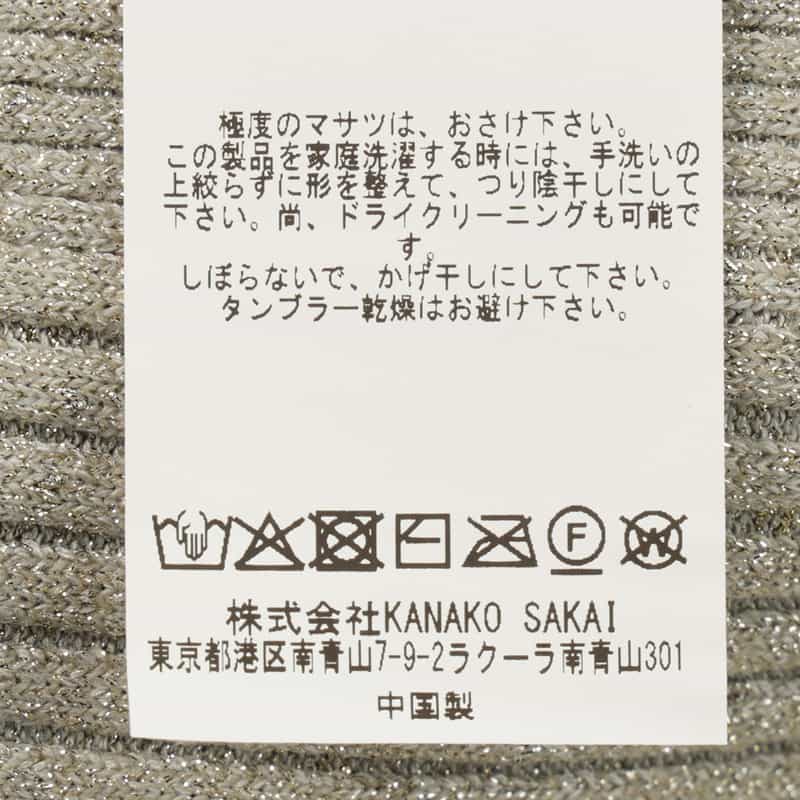 極度のマサツは、おさけ下さい。
この製品を家庭洗濯する時には、手洗いの
上絞らずに形を整えて、つり陰干しにして
下さい。尚、ドライクリーニングも可能で
す。
しぼらないで、かげ干しにして下さい。
タンブラー乾燥はお避け下さい。
F W
株式会社KANAKO SAKAI
東京都港区南青山7-9-2ラクーラ南青山301
中国製